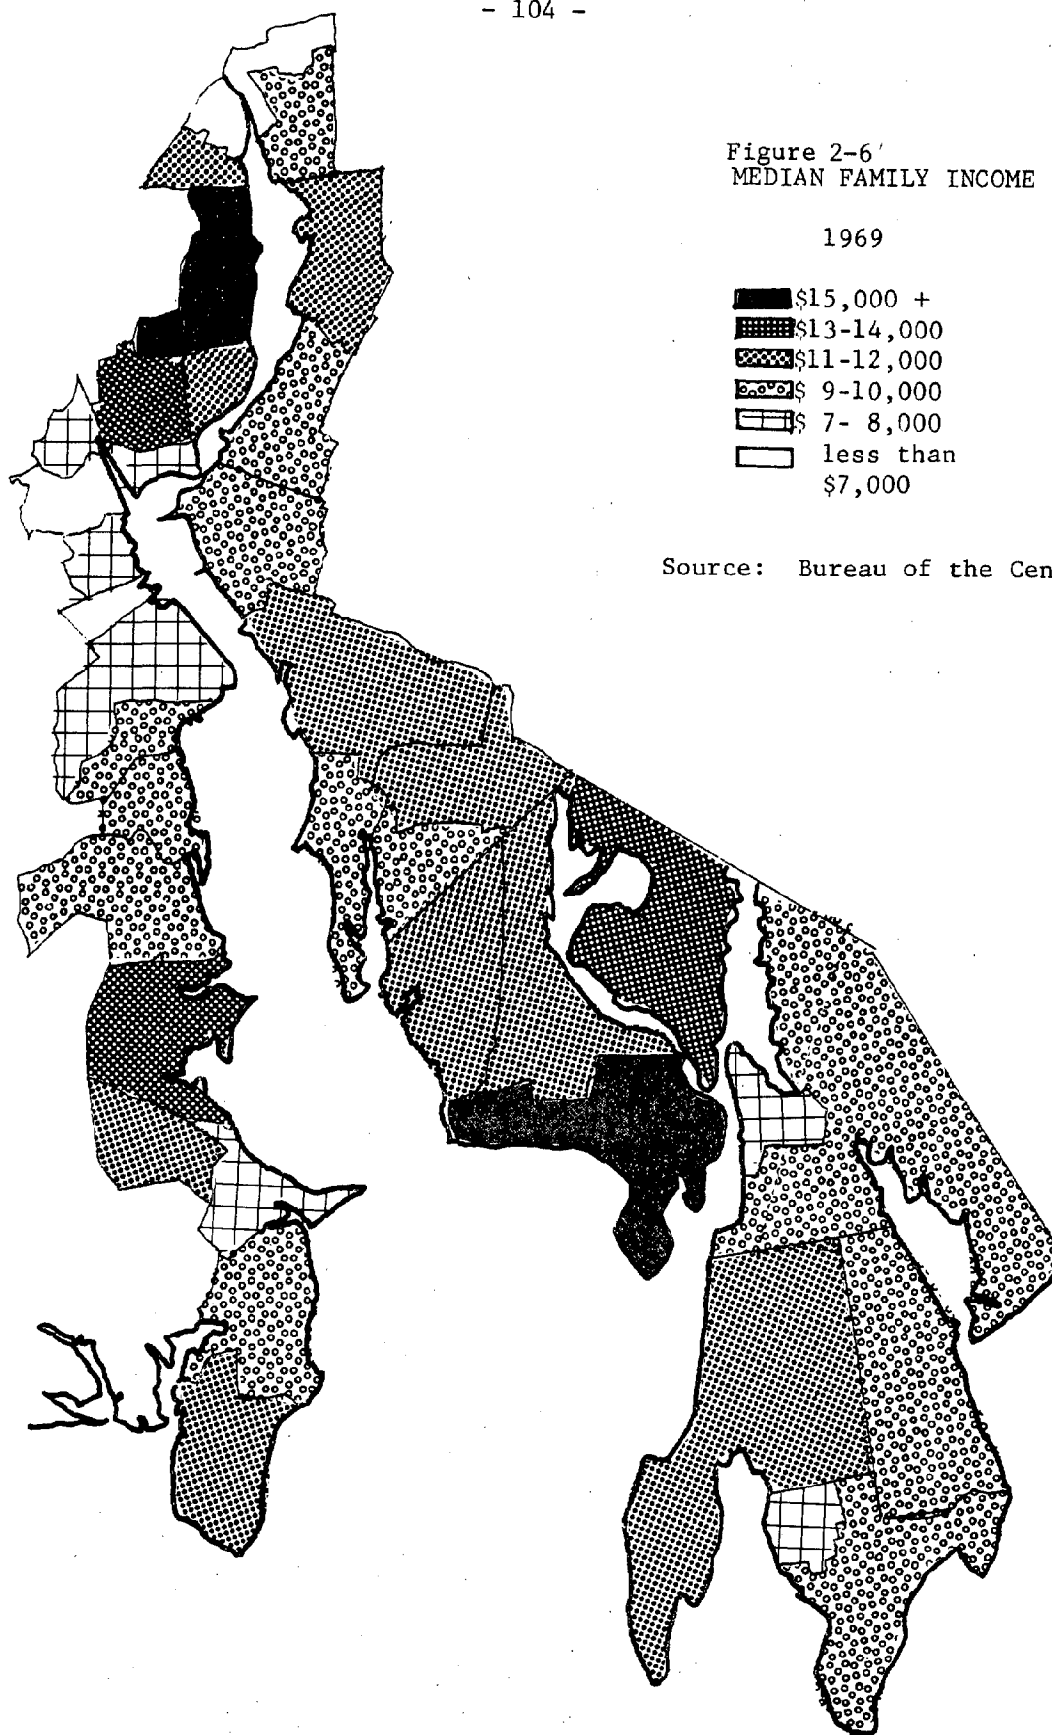 - 104 -
Figure 2-6
MEDIAN FAMILY INCOME
1969
$15,000 +
$13-14,000
$11-12,000
$ 9-10,000
$ 7- 8,000
less than
$7,000
Source: Bureau of the Cen